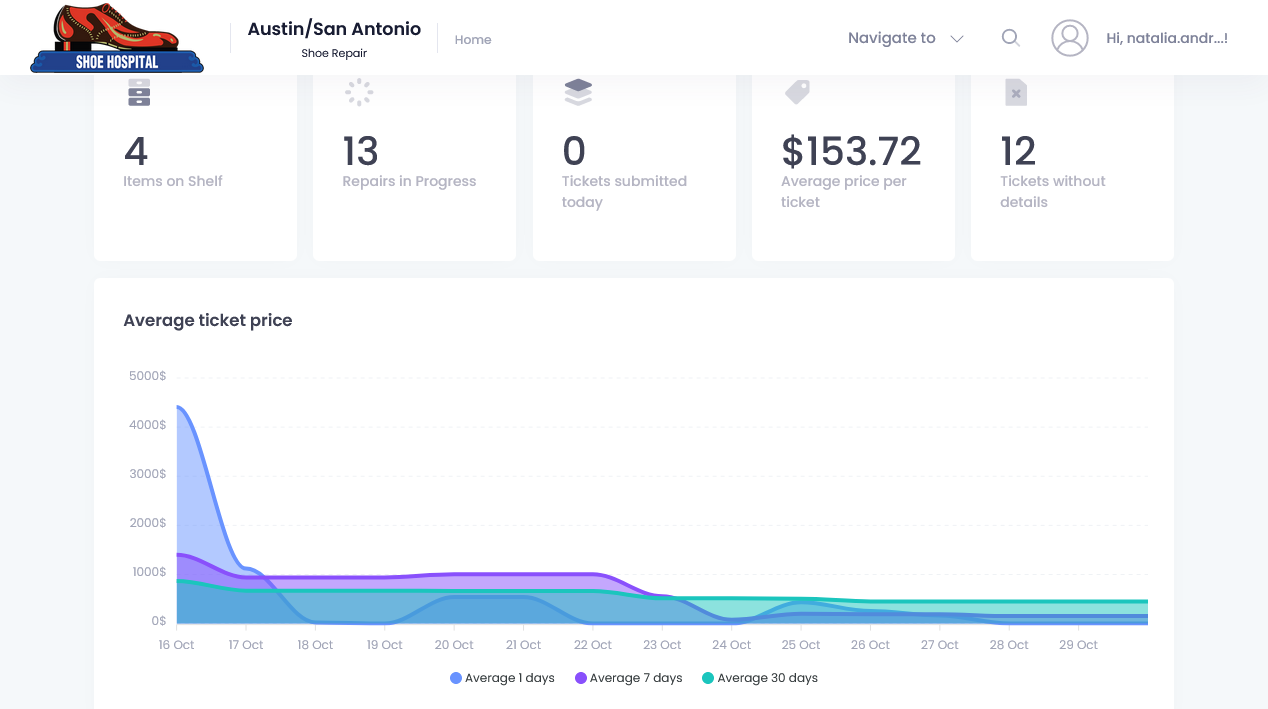 SHOE HOSPITAL
Austin/San Antonio
Shoe Repair
Home
Navigate to
Hi, natalia.andr...!
4
Items on Shelf
13
Repairs in Progress
0
Tickets submitted
today
$153.72
Average price per
ticket
12
Tickets without
details
Average ticket price
5000$
4000$
3000$
2000$
1000$
0$
16 Oct 17 Oct 18 Oct 19 Oct 20 Oct 21 Oct 22 Oct 23 Oct 24 Oct 25 Oct 26 Oct 27 Oct 28 Oct 29 Oct
Average 1 days Average 7 days Average 30 days